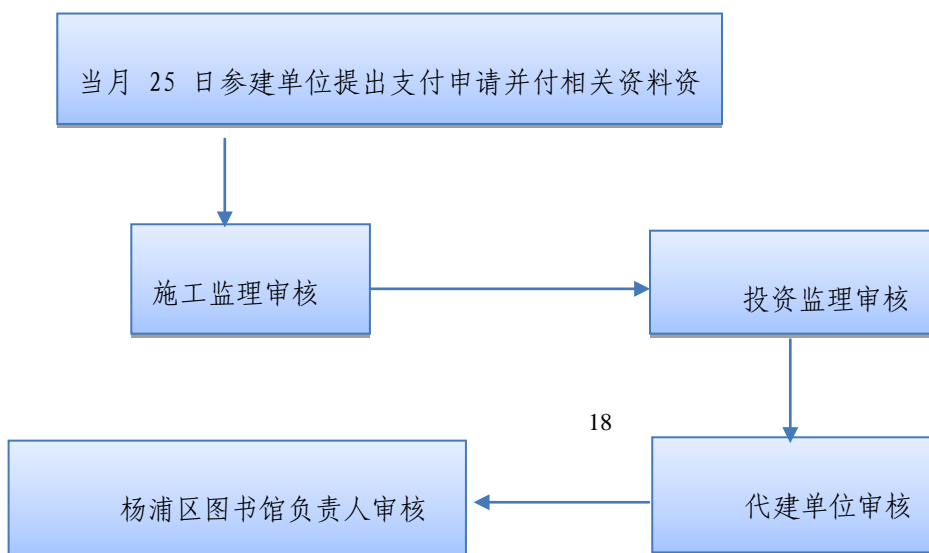 当月 25 日参建单位提出支付申请并付相关资料资
施工监理审核
投资监理审核
18
代建单位审核
杨浦区图书馆负责人审核